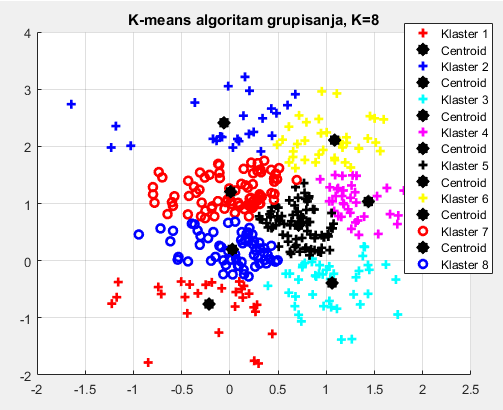 K-means algoritam grupisanja, K=8
4
3
2
1
0
-1
-2
-2
-1.5
-1
-0.5
0
0.5
1
1.5
2
2.5
Klaster 1
Centroid
Klaster 2
Centroid
Klaster 3
Centroid
Klaster 4
Centroid
Klaster 5
Centroid
Klaster 6
Centroid
Klaster 7
Centroid
Klaster 8